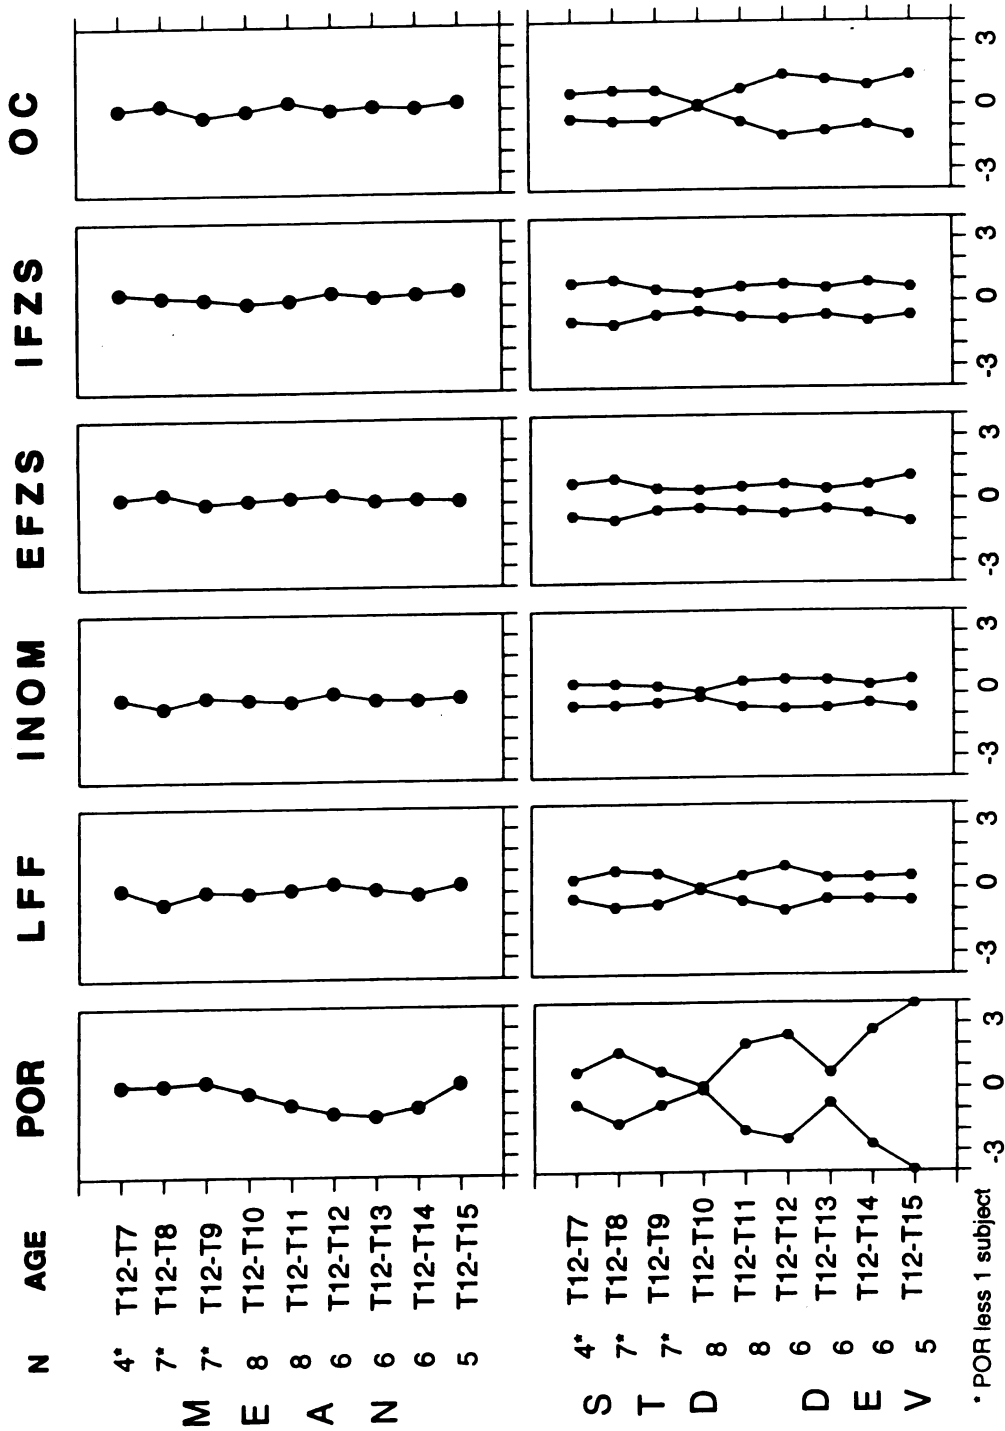 N AGE POR LFF INOM EFZS IFZS OC
MEAN
4* T12-T7
7* T12-T8
7* T12-T9
8 T12-T10
8 T12-T11
6 T12-T12
6 T12-T13
6 T12-T14
5 T12-T15
STD DEV
4* T12-T7
7* T12-T8
7* T12-T9
8 T12-T10
8 T12-T11
6 T12-T12
6 T12-T13
6 T12-T14
5 T12-T15
-3 0 3 -3 0 3 -3 0 3 -3 0 3 -3 0 3 -3 0 3
* POR less 1 subject